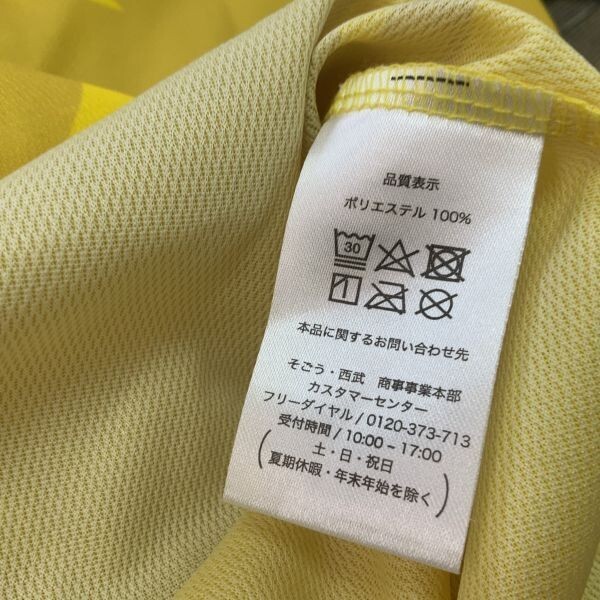 品質表示
ポリエステル 100%
30
本品に関するお問い合わせ先
そごう・西武　商事事業本部
カスタマーセンター
フリーダイヤル / 0120-373-713
受付時間 / 10:00 – 17:00
(土・日・祝日
夏期休暇・年末年始を除く)